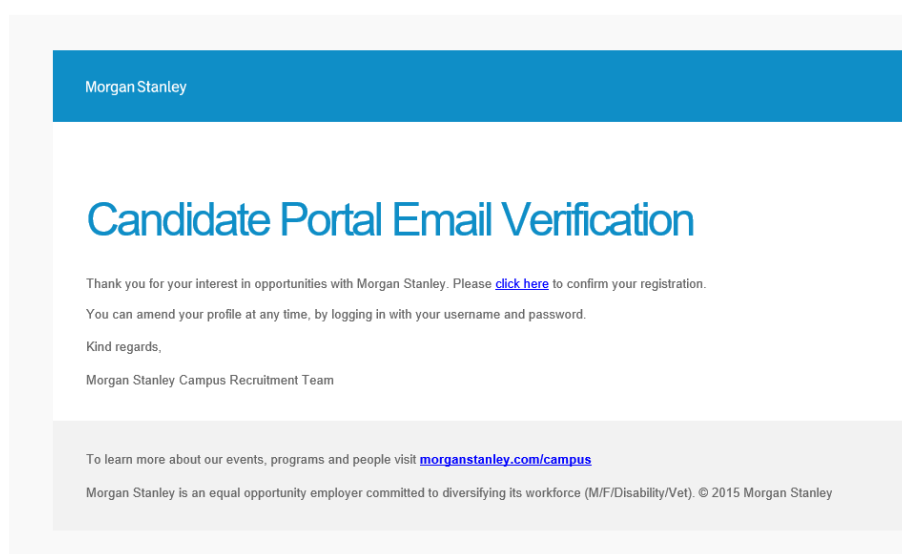 Morgan Stanley
Candidate Portal Email Verification
Thank you for your interest in opportunities with Morgan Stanley. Please click here to confirm your registration.
You can amend your profile at any time, by logging in with your username and password.
Kind regards,
Morgan Stanley Campus Recruitment Team
To learn more about our events, programs and people visit morganstanley.com/campus
Morgan Stanley is an equal opportunity employer committed to diversifying its workforce (M/F/Disability/Vet). © 2015 Morgan Stanley